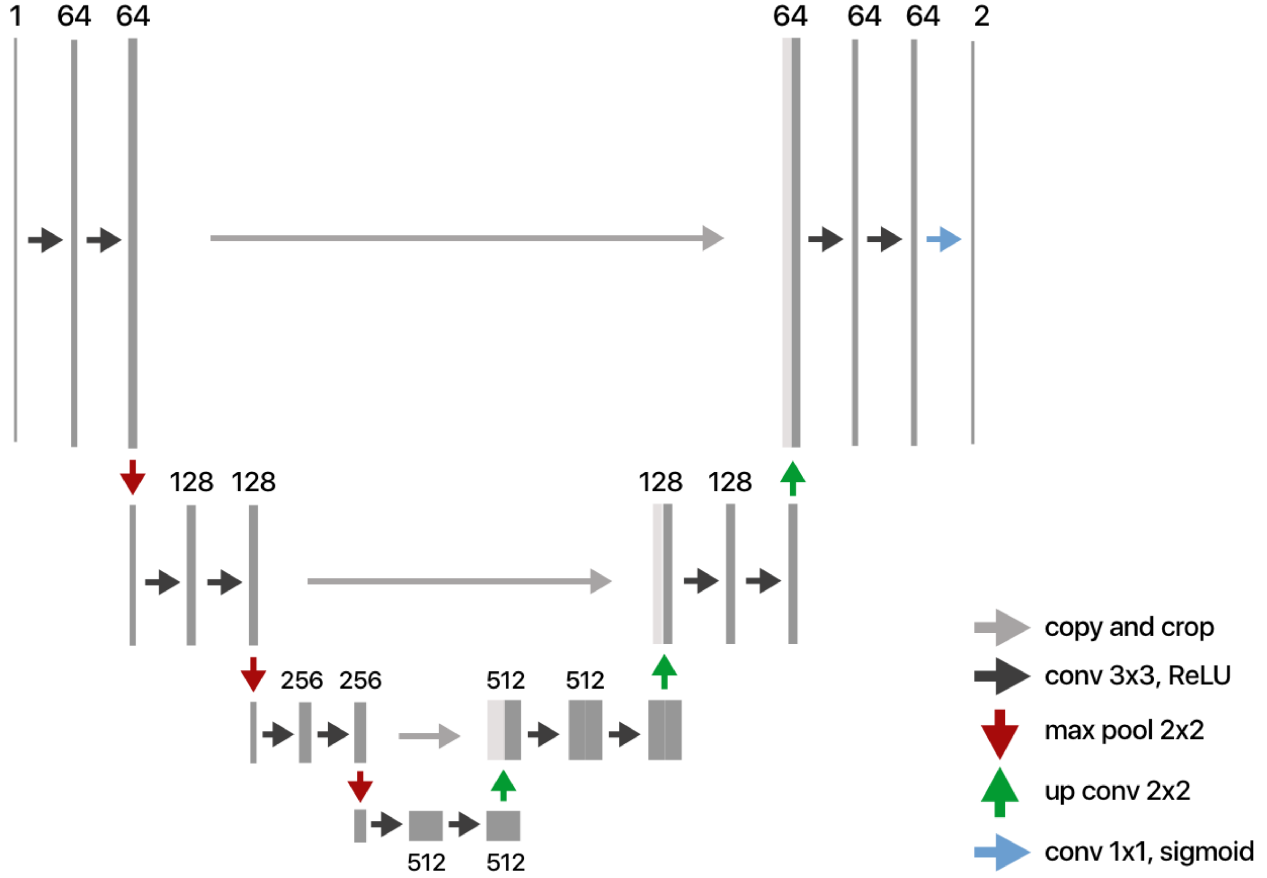 1 64 64 64 64 64 2
128 128 128 128
256 256 512 512
512 512
copy and crop
conv 3x3, ReLU
max pool 2x2
up conv 2x2
conv 1x1, sigmoid